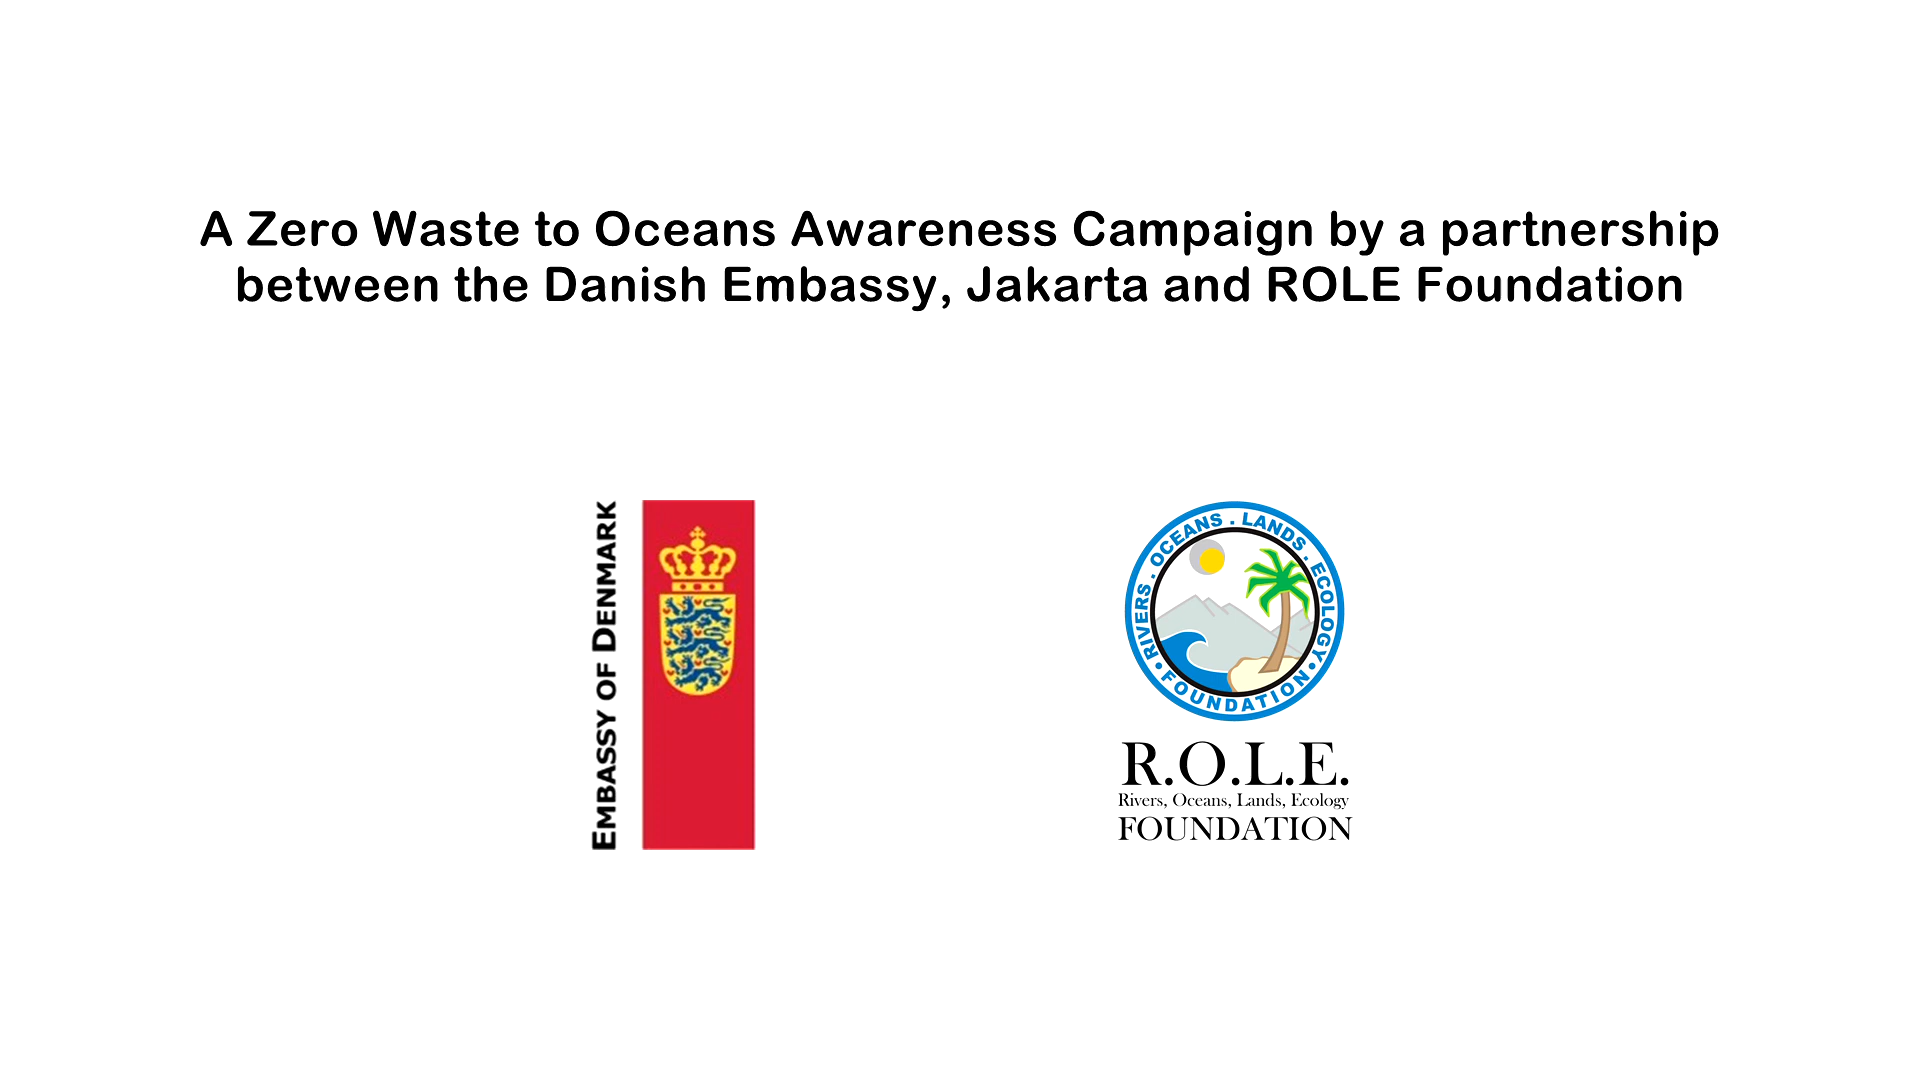 A Zero Waste to Oceans Awareness Campaign by a partnership
between the Danish Embassy, Jakarta and ROLE Foundation
EMBASSY OF DENMARK
RIVERS . OCEANS . LANDS . ECOLOGY
• FOUNDATION •
R.O.L.E.
Rivers, Oceans, Lands, Ecology
FOUNDATION